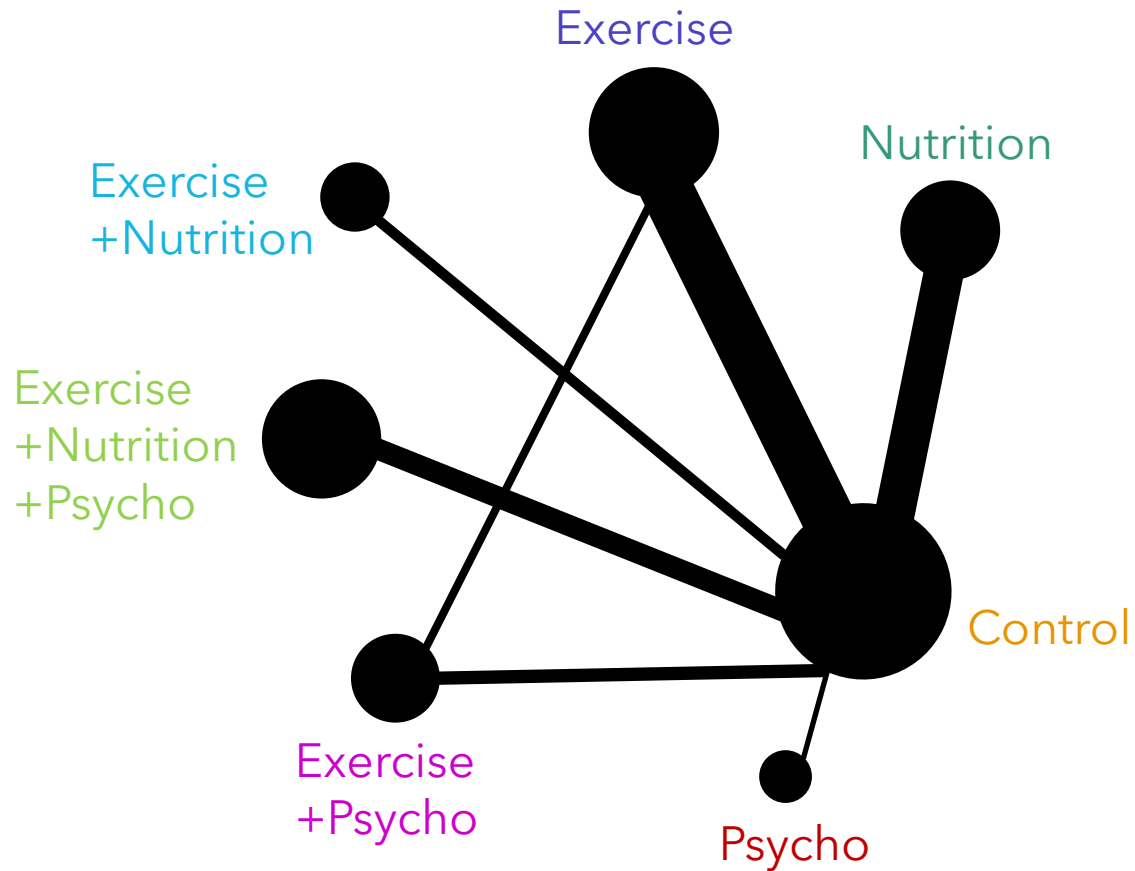 Exercise
Nutrition
Exercise
+Nutrition
Exercise
+Nutrition
+Psycho
Control
Exercise
+Psycho
Psycho